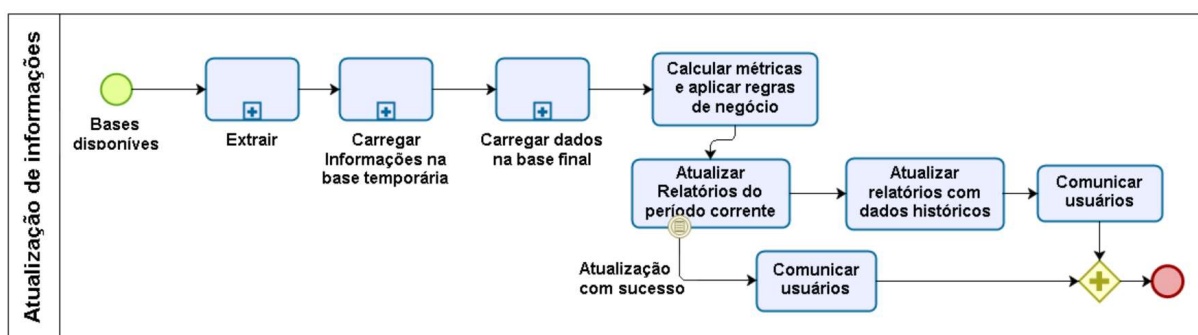 Atualização de informações
Bases
disponíves
Extrair
Carregar
Informações na
base temporária
Carregar dados
na base final
Calcular métricas
e aplicar regras
de negócio
Atualizar
Relatórios do
período corrente
Atualizar
relatórios com
dados históricos
Comunicar
usuários
Atualização
com sucesso
Comunicar
usuários